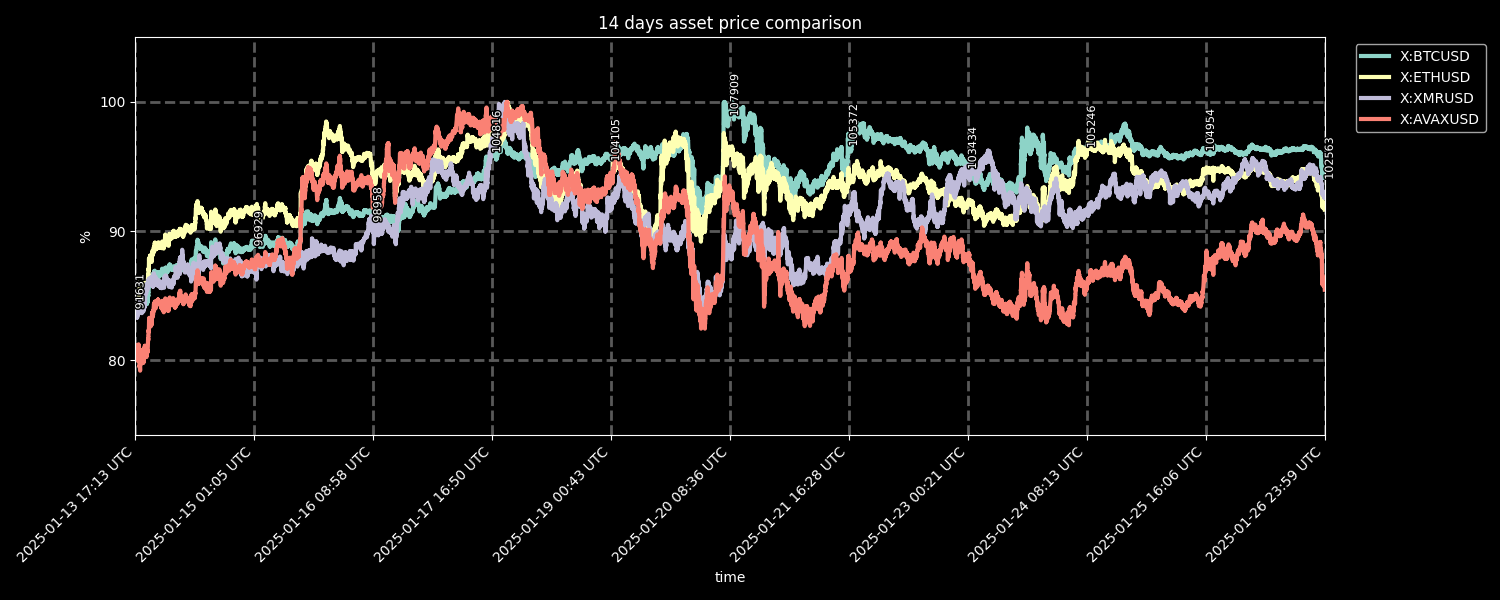 14 days asset price comparison
X:BTCUSD
X:ETHUSD
X:XMRUSD
X:AVAXUSD
%
100
90
80
91631
96929
98958
104816
104105
107909
105372
103434
105246
104954
102563
2025-01-13 17:13 UTC
2025-01-15 01:05 UTC
2025-01-16 08:58 UTC
2025-01-17 16:50 UTC
2025-01-19 00:43 UTC
2025-01-20 08:36 UTC
2025-01-21 16:28 UTC
2025-01-23 00:21 UTC
2025-01-24 08:13 UTC
2025-01-25 16:06 UTC
2025-01-26 23:59 UTC
time